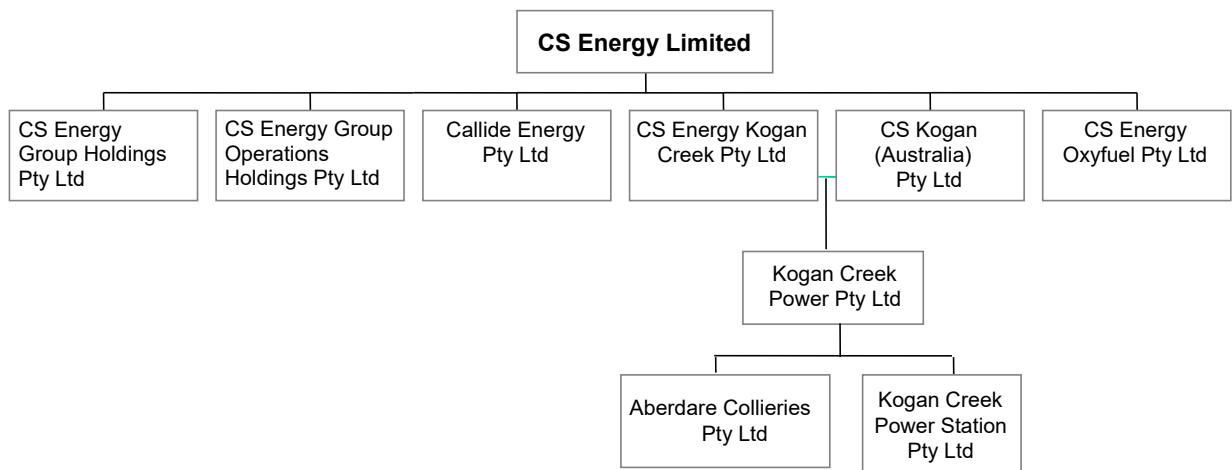 CS Energy Limited
CS Energy
Group Holdings
Pty Ltd
CS Energy Group
Operations
Holdings Pty Ltd
Callide Energy
Pty Ltd
CS Energy Kogan
Creek Pty Ltd
CS Kogan
(Australia)
Pty Ltd
CS Energy
Oxyfuel Pty Ltd
Kogan Creek
Power Pty Ltd
Aberdare Collieries
Pty Ltd
Kogan Creek
Power Station
Pty Ltd